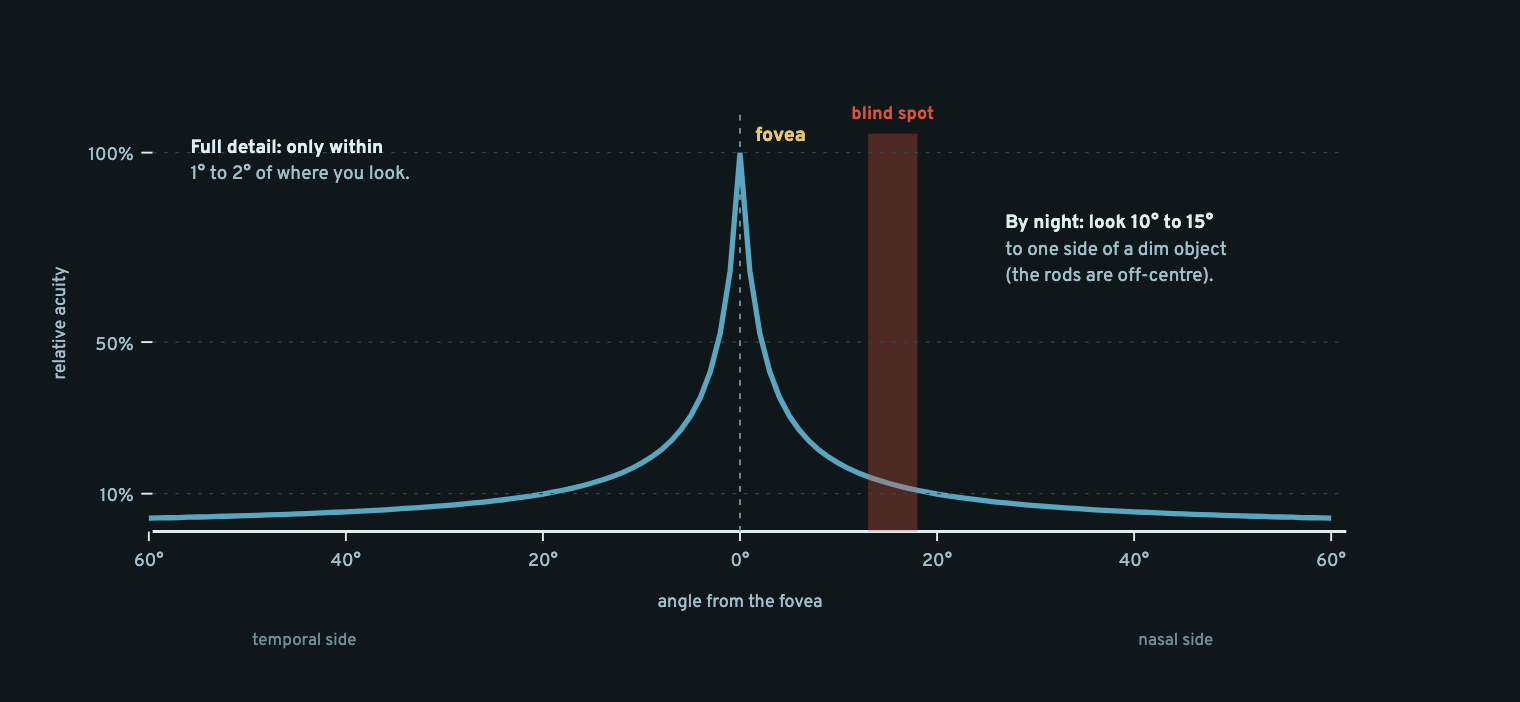 blind spot
fovea
Full detail: only within
1° to 2° of where you look.
100%
By night: look 10° to 15°
to one side of a dim object
(the rods are off-centre).
relative acuity
50%
10%
60°
40°
20°
0°
20°
40°
60°
angle from the fovea
temporal side
nasal side